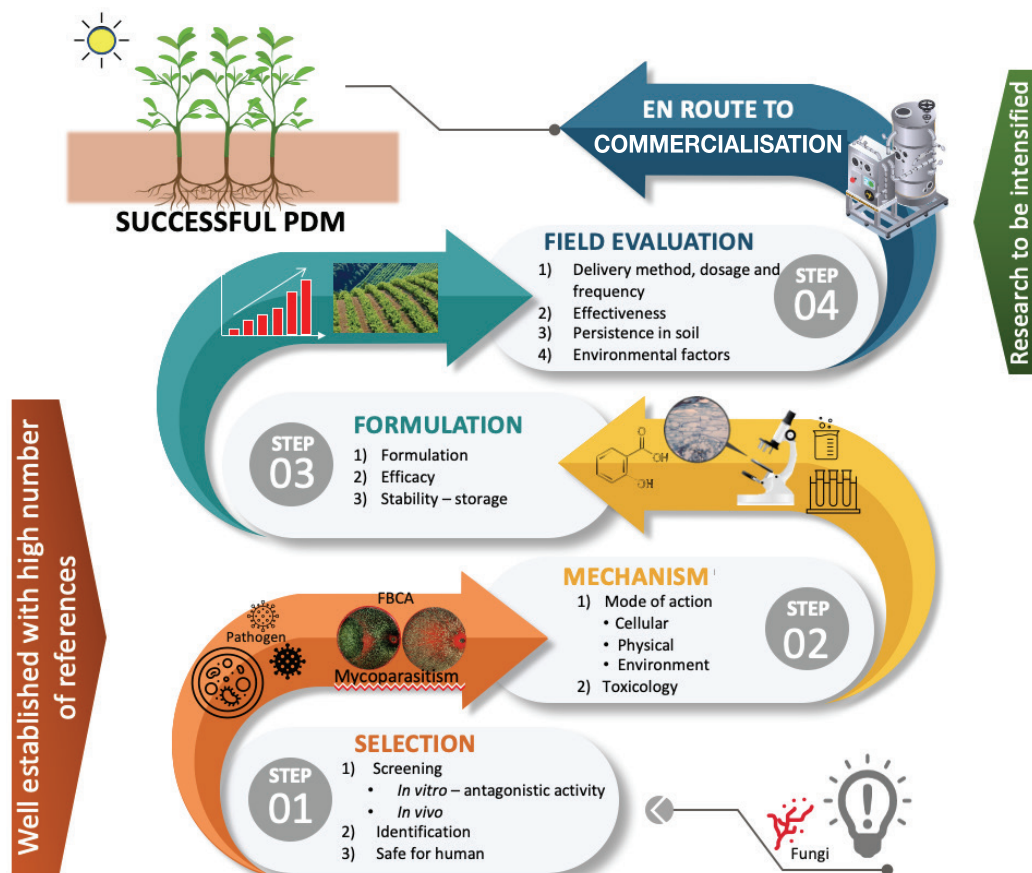 EN ROUTE TO
COMMERCIALISATION
SUCCESSFUL PDM
Research to be intensified
FIELD EVALUATION
1) Delivery method, dosage and
frequency
2) Effectiveness
3) Persistence in soil
4) Environmental factors
STEP
04
STEP
03
FORMULATION
1) Formulation
2) Efficacy
3) Stability – storage
O
OH
OH
Well established with high number
of references
MECHANISM
1) Mode of action
• Cellular
• Physical
• Environment
2) Toxicology
STEP
02
FBCA
Pathogen
Mycoparasitism
STEP
01
SELECTION
1) Screening
• In vitro – antagonistic activity
• In vivo
2) Identification
3) Safe for human
Fungi